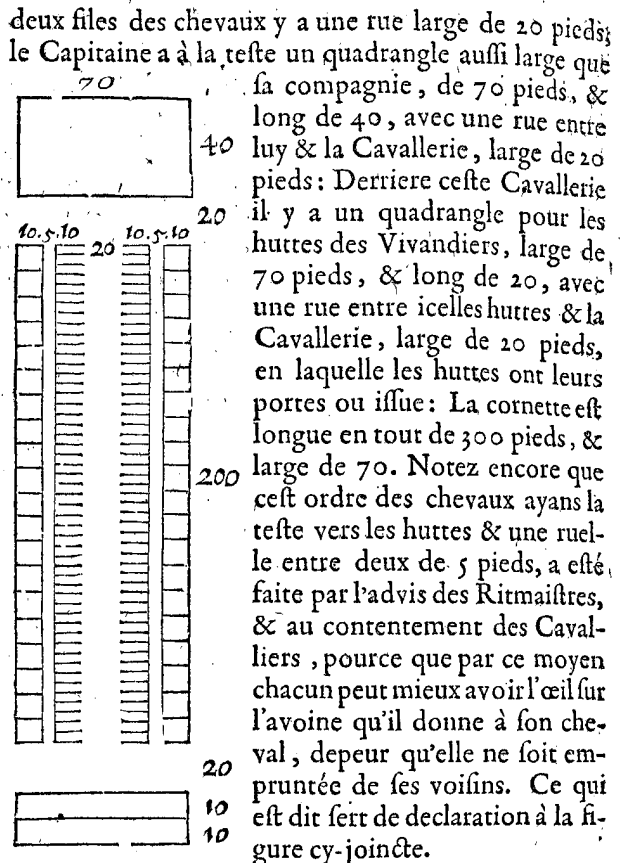 deux files des chevaux y a une rue large de 20 pieds;
le Capitaine a à la teſte un quadrangle auſſi large que
ſa compagnie, de 70 pieds, &
long de 40, avec une rue entre
luy & la Cavallerie, large de 20
pieds: Derriere ceſte Cavallerie
il y a un quadrangle pour les
huttes des Vivandiers, large de
70 pieds, & long de 20, avec
une rue entre icelles huttes & la
Cavallerie, large de 20 pieds,
en laquelle les huttes ont leurs
portes ou iſſue: La cornette eſt
longue en tout de 300 pieds, &
large de 70. Notez encore que
ceſt ordre des chevaux ayans la
teſte vers les huttes & une ruel-
le entre deux de 5 pieds, a eſté
faite par l'advis des Ritmaiſtres,
& au contentement des Caval-
liers, pource que par ce moyen
chacun peut mieux avoir l'œil ſur
l'avoine qu'il donne à ſon che-
val, depeur qu'elle ne ſoit em-
pruntée de ſes voiſins. Ce qui
eſt dit ſert de declaration à la fi-
gure cy-joincte.
70
40
20
10.5.10 20 10.5.10
200
20
10
10